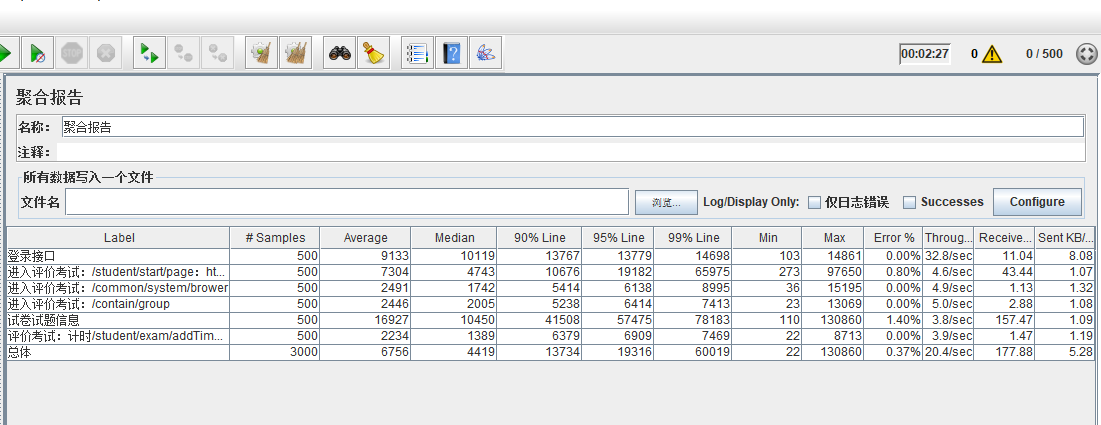 STOP
00:02:27 0 0 / 500
聚合报告
名称： 聚合报告
注释：
所有数据写入一个文件
文件名 浏览... Log/Display Only: 仅日志错误 Successes Configure
Label # Samples Average Median 90% Line 95% Line 99% Line Min Max Error % Throug... Receive... Sent KB/...
登录接口 500 9133 10119 13767 13779 14698 103 14861 0.00% 32.8/sec 11.04 8.08
进入评价考试：/student/start/page：ht... 500 7304 4743 10676 19182 65975 273 97650 0.80% 4.6/sec 43.44 1.07
进入评价考试：/common/system/brower 500 2491 1742 5414 6138 8995 36 15195 0.00% 4.9/sec 1.13 1.32
进入评价考试：/contain/group 500 2446 2005 5238 6414 7413 23 13069 0.00% 5.0/sec 2.88 1.08
试卷试题信息 500 16927 10450 41508 57475 78183 110 130860 1.40% 3.8/sec 157.47 1.09
评价考试：计时/student/exam/addTim... 500 2234 1389 6379 6909 7469 22 8713 0.00% 3.9/sec 1.47 1.19
总体 3000 6756 4419 13734 19316 60019 22 130860 0.37% 20.4/sec 177.88 5.28